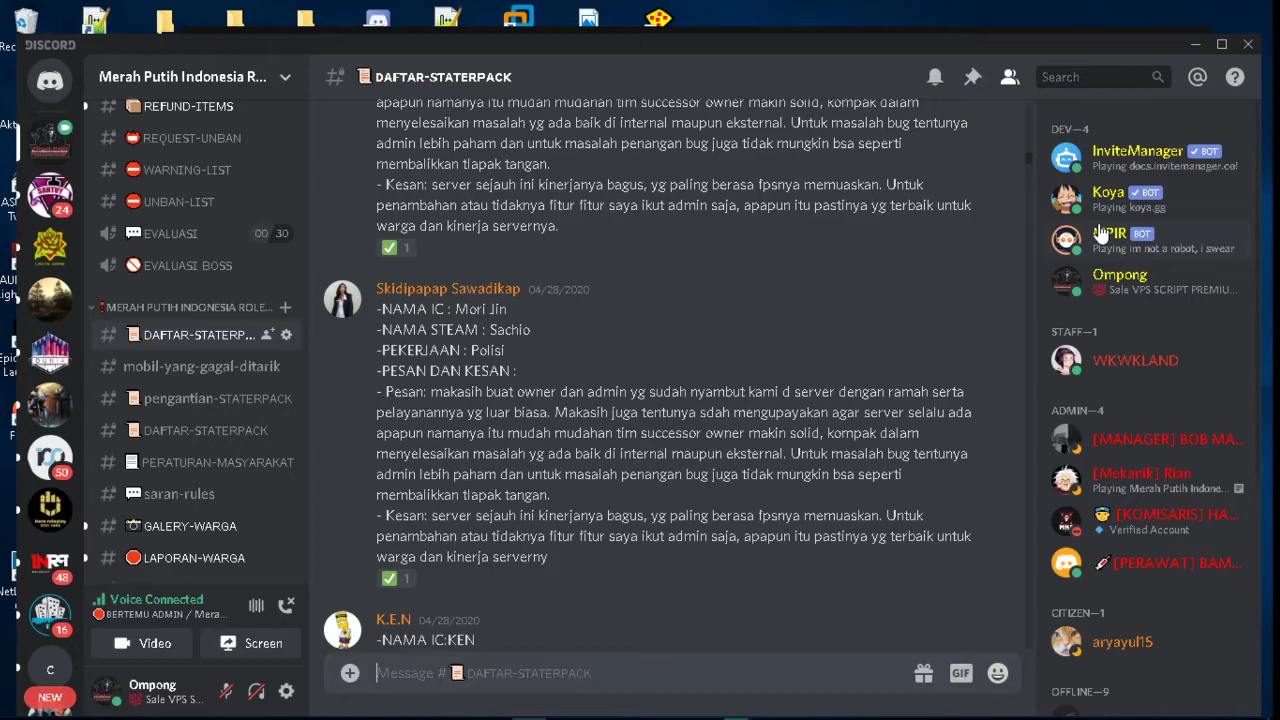 DISCORD
Merah Putih Indonesia R...
REFUND-ITEMS
REQUEST-UNBAN
WARNING-LIST
UNBAN-LIST
EVALUASI 00 30
EVALUASI BOSS
MERAH PUTIH INDONESIA ROLE...
DAFTAR-STATERP...
mobil-yang-gagal-ditarik
pengantian-STATERPACK
DAFTAR-STATERPACK
PERATURAN-MASYARAKAT
saran-rules
GALERY-WARGA
LAPORAN-WARGA
Voice Connected
BERTEMU ADMIN / Mera...
Video
Screen
Ompong
Sale VPS S...
24
50
48
16
C
NEW
DAFTAR-STATERPACK
Search
apapun namanya itu mudah mudahan tim successor owner makin solid, kompak dalam
menyelesaikan masalah yg ada baik di internal maupun eksternal. Untuk masalah bug tentunya
admin lebih paham dan untuk masalah penangan bug juga tidak mungkin bsa seperti
membalikkan tlapak tangan.
- Kesan: server sejauh ini kinerjanya bagus, yg paling berasa fpsnya memuaskan. Untuk
penambahan atau tidaknya fitur fitur saya ikut admin saja, apapun itu pastinya yg terbaik untuk
warga dan kinerja servernya.
1
Skidipapap Sawadikap 04/28/2020
-NAMA IC : Mori Jin
-NAMA STEAM : Sachio
-PEKERJAAN : Polisi
-PESAN DAN KESAN :
- Pesan: makasih buat owner dan admin yg sudah nyambut kami d server dengan ramah serta
pelayanannya yg luar biasa. Makasih juga tentunya sdah mengupayakan agar server selalu ada
apapun namanya itu mudah mudahan tim successor owner makin solid, kompak dalam
menyelesaikan masalah yg ada baik di internal maupun eksternal. Untuk masalah bug tentunya
admin lebih paham dan untuk masalah penangan bug juga tidak mungkin bsa seperti
membalikkan tlapak tangan.
- Kesan: server sejauh ini kinerjanya bagus, yg paling berasa fpsnya memuaskan. Untuk
penambahan atau tidaknya fitur fitur saya ikut admin saja, apapun itu pastinya yg terbaik untuk
warga dan kinerja serverny
1
K.E.N 04/28/2020
-NAMA IC:KEN
Message # DAFTAR-STATERPACK
GIF
DEV—4
InviteManager BOT
Playing docs.invitemanager.co!
Koya BOT
Playing koya.gg
BOT
Playing im not a robot, i swear
Ompong
Sale VPS SCRIPT PREMIU...
STAFF—1
WKWKLAND
ADMIN—4
[MANAGER] BOB MA...
[Mekanik] Rian
Playing Merah Putih Indone...
[KOMISARIS] HA...
Verified Account
[PERAWAT] BAM...
CITIZEN—1
aryayul15
OFFLINE—9